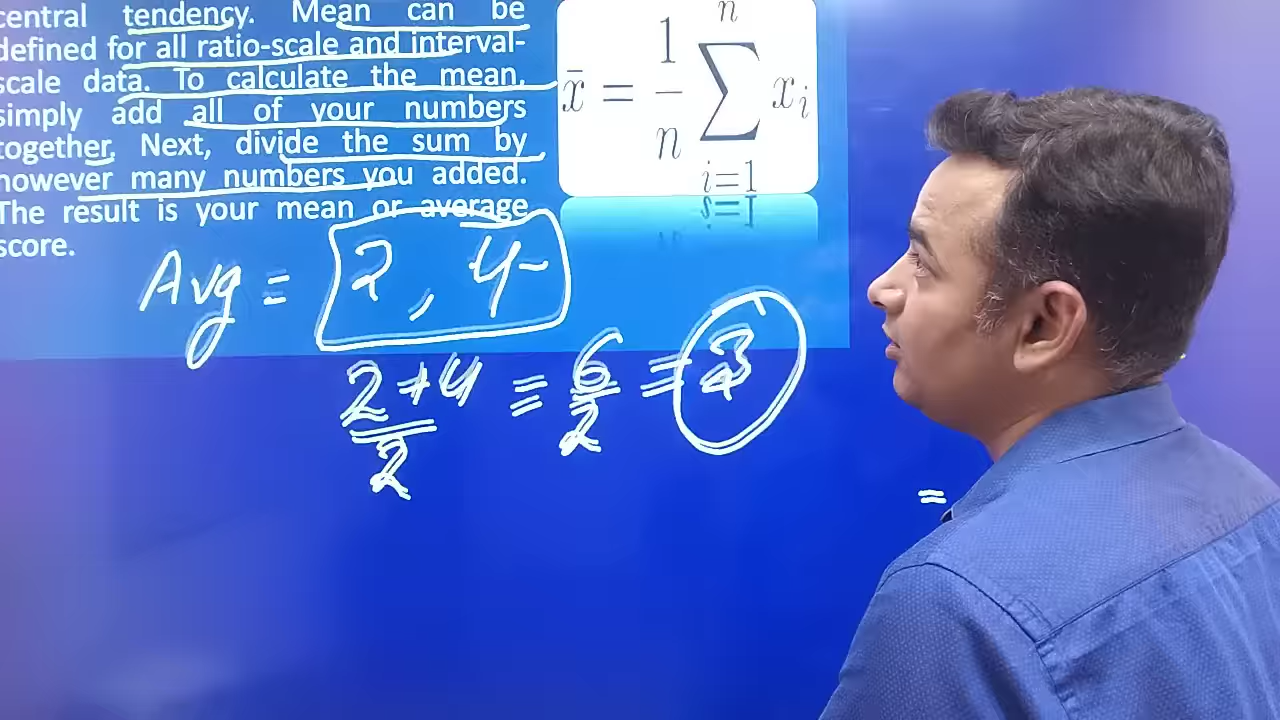 central tendency. Mean can be
defined for all ratio-scale and interval-
scale data. To calculate the mean,
simply add all of your numbers
together. Next, divide the sum by
however many numbers you added.
The result is your mean or average
score.
x̄ = 1/n ∑ i=1 n xᵢ
Avg = 2, 4
2+4/2 = 6/2 = 3
=